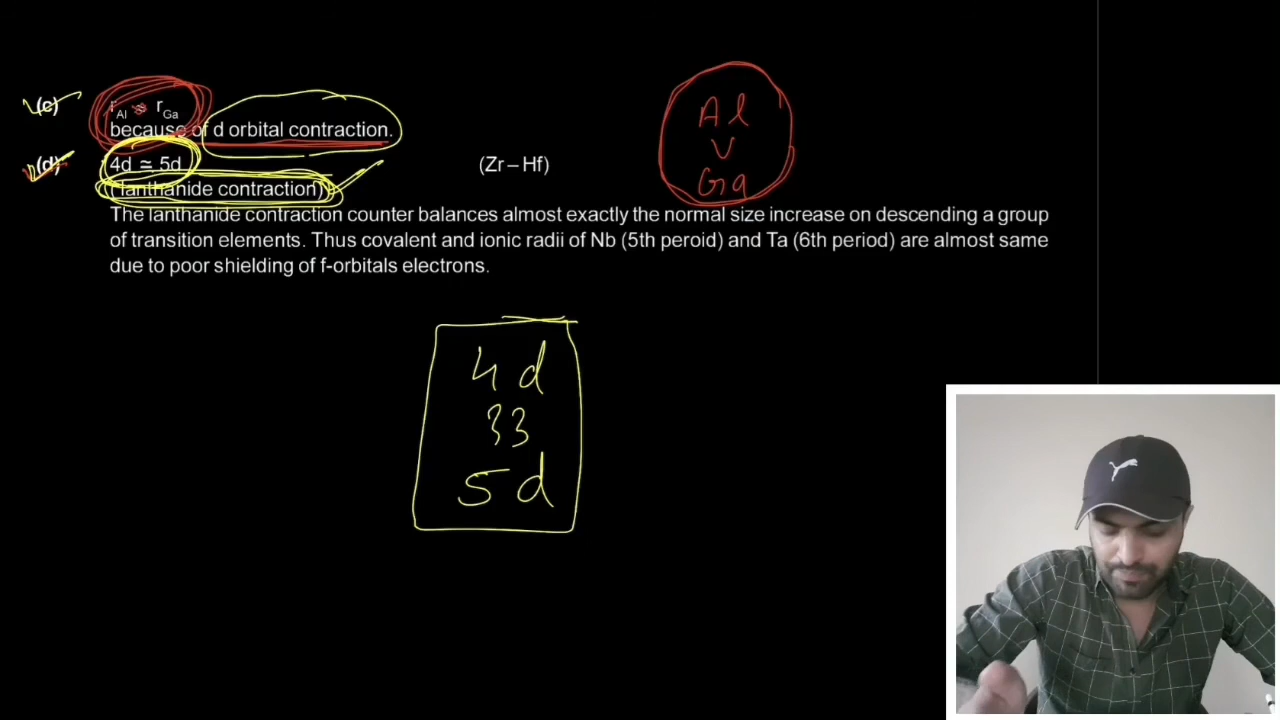 (c) r_Al ≃ r_Ga
because of d orbital contraction.
(d) 4d ≃ 5d (Zr – Hf)
(lanthanide contraction)
The lanthanide contraction counter balances almost exactly the normal size increase on descending a group
of transition elements. Thus covalent and ionic radii of Nb (5th peroid) and Ta (6th period) are almost same
due to poor shielding of f-orbitals electrons.
Al
V
Ga
4d
33
5d